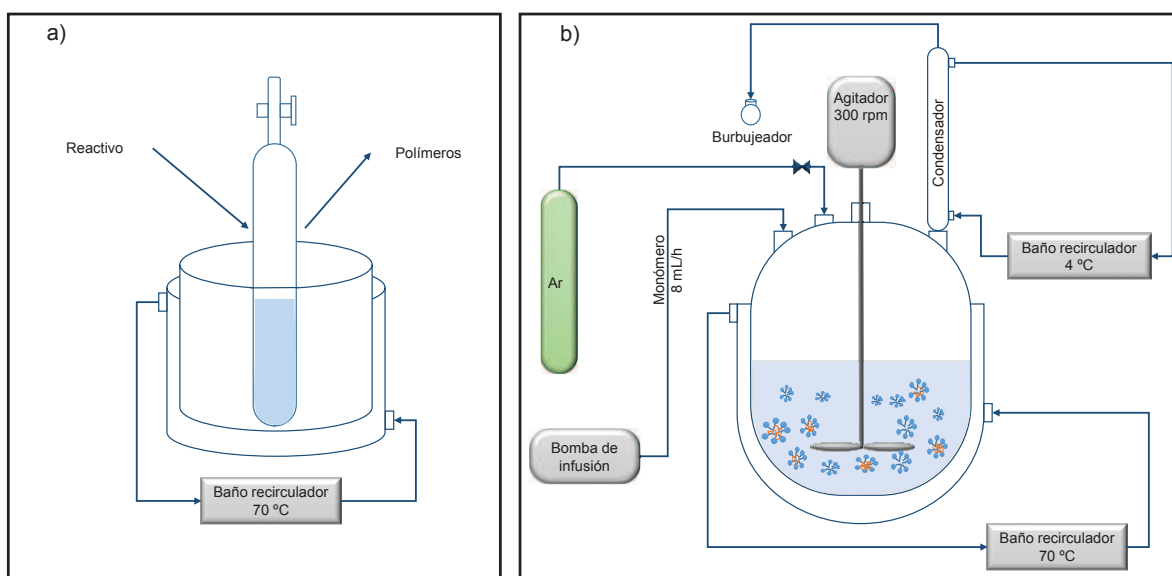 a)
Reactivo
Polímeros
Baño recirculador
70 ºC
b)
Burbujeador
Agitador
300 rpm
Condensador
Baño recirculador
4 ºC
Ar
Monómero
8 mL/h
Bomba de
infusión
Baño recirculador
70 ºC